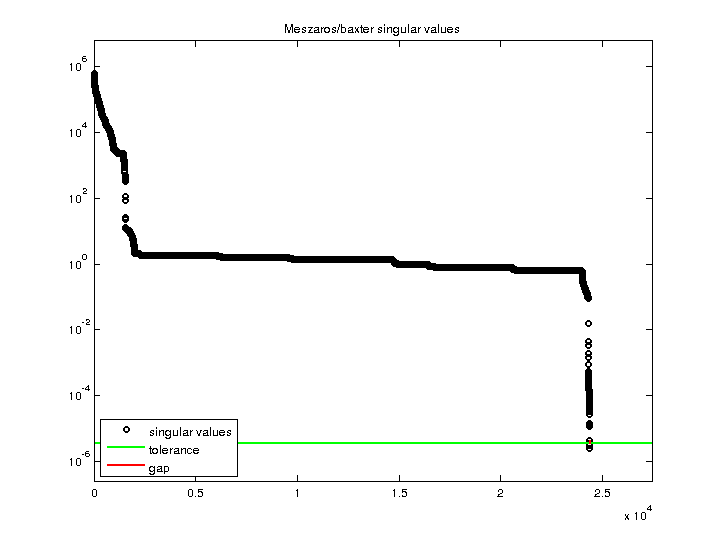 Meszaros/baxter singular values
10^6
10^4
10^2
10^0
10^-2
10^-4
10^-6
singular values
tolerance
gap
0 0.5 1 1.5 2 2.5
x 10^4